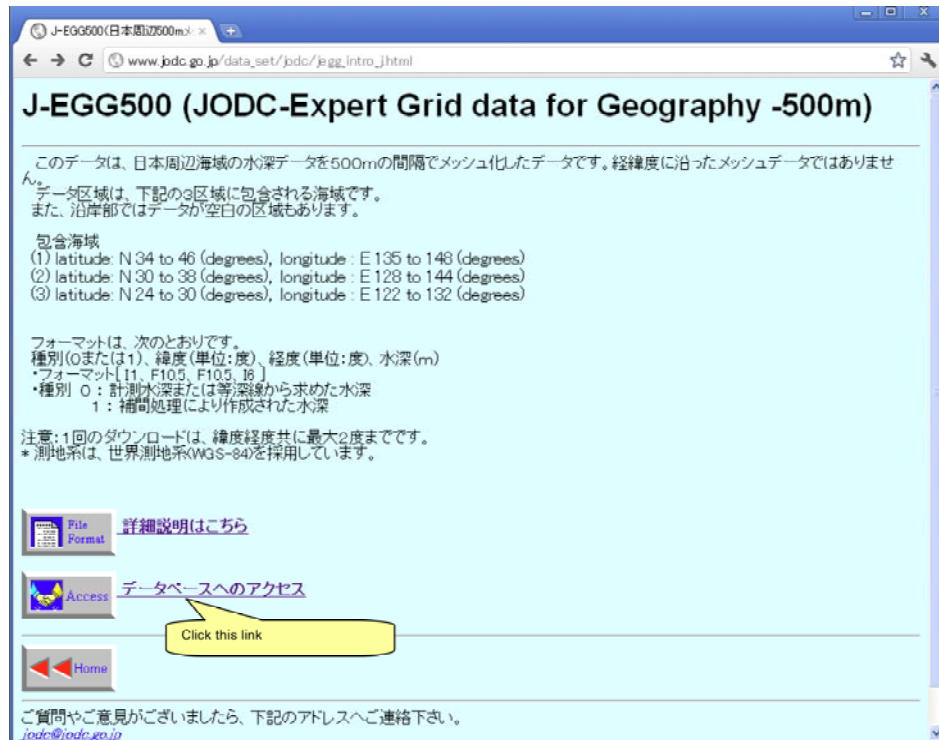 J-EGG500(日本周辺500mメ
www.jodc.go.jp/data_set/jodc/jegg_intro_j.html
J-EGG500 (JODC-Expert Grid data for Geography -500m)
このデータは、日本周辺海域の水深データを500mの間隔でメッシュ化したデータです。経緯度に沿ったメッシュデータではありませ
ん。
データ区域は、下記の3区域に包含される海域です。
また、沿岸部ではデータが空白の区域もあります。
包含海域
(1) latitude: N 34 to 46 (degrees), longitude : E 135 to 148 (degrees)
(2) latitude: N 30 to 38 (degrees), longitude : E 128 to 144 (degrees)
(3) latitude: N 24 to 30 (degrees), longitude : E 122 to 132 (degrees)
フォーマットは、次のとおりです。
種別(0または1)、緯度(単位:度)、経度(単位:度)、水深(m)
・フォーマット[ I1、F10.5、F10.5、I6 ]
・種別 0 : 計測水深または等深線から求めた水深
1 : 補間処理により作成された水深
注意:1回のダウンロードは、緯度経度共に最大2度までです。
* 測地系は、世界測地系(WGS-84)を採用しています。
File
Format
詳細説明はこちら
Access
データベースへのアクセス
Click this link
Home
ご質問やご意見がございましたら、下記のアドレスへご連絡下さい。
jodc@jodc.go.jp